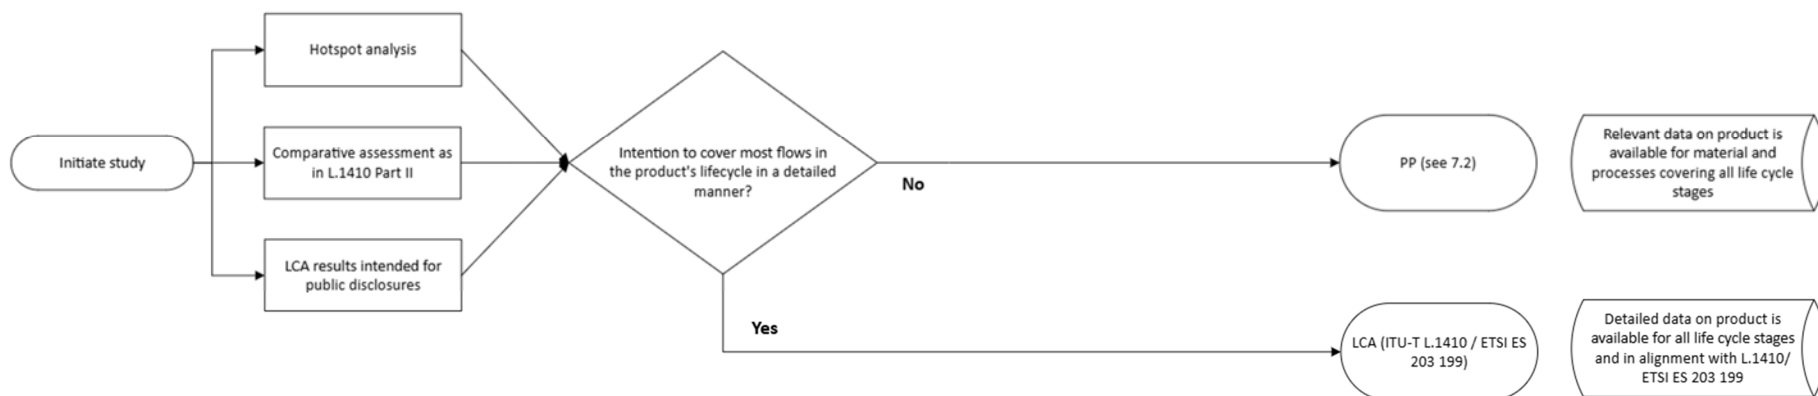 Initiate study
Hotspot analysis
Comparative assessment as
in L.1410 Part II
LCA results intended for
public disclosures
Intention to cover most flows in
the product's lifecycle in a detailed
manner?
No
Yes
PP (see 7.2)
Relevant data on product is
available for material and
processes covering all life cycle
stages
LCA (ITU-T L.1410 / ETSI ES
203 199)
Detailed data on product is
available for all life cycle stages
and in alignment with L.1410/
ETSI ES 203 199